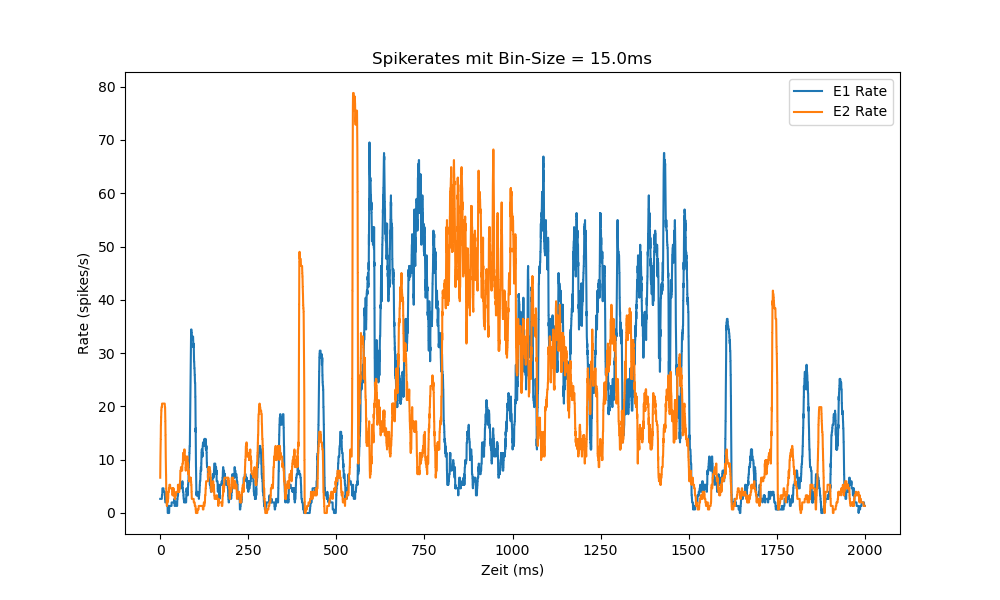 Spikerates mit Bin-Size = 15.0ms
E1 Rate
E2 Rate
80
70
60
50
40
30
20
10
0
Rate (spikes/s)
0 250 500 750 1000 1250 1500 1750 2000
Zeit (ms)